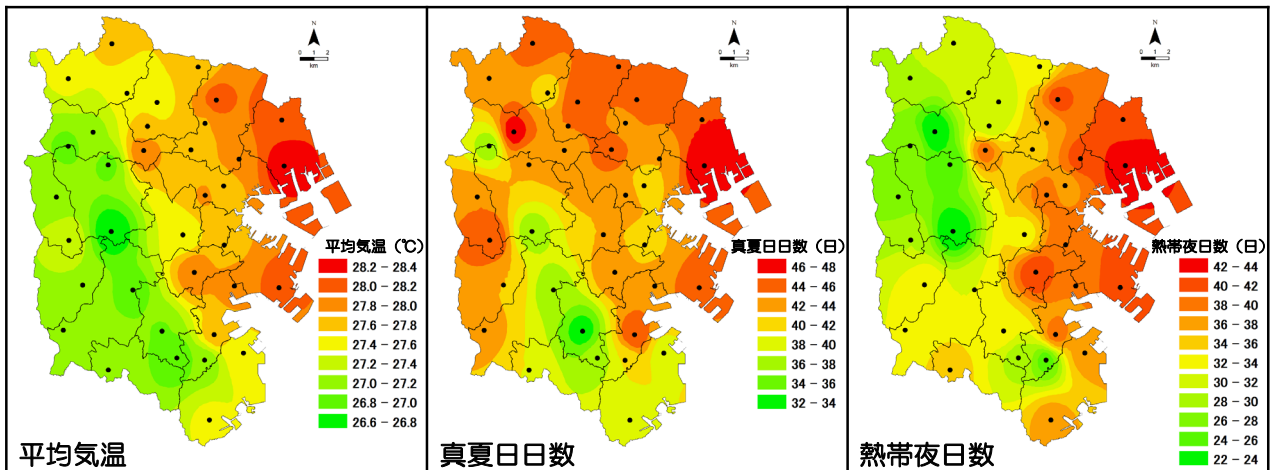 N
0 1 2
km
平均気温（℃）
28.2 － 28.4
28.0 － 28.2
27.8 － 28.0
27.6 － 27.8
27.4 － 27.6
27.2 － 27.4
27.0 － 27.2
26.8 － 27.0
26.6 － 26.8
平均気温
N
0 1 2
km
真夏日日数（日）
46 － 48
44 － 46
42 － 44
40 － 42
38 － 40
36 － 38
34 － 36
32 － 34
真夏日日数
N
0 1 2
km
熱帯夜日数（日）
42 － 44
40 － 42
38 － 40
36 － 38
34 － 36
32 － 34
30 － 32
28 － 30
26 － 28
24 － 26
22 － 24
熱帯夜日数